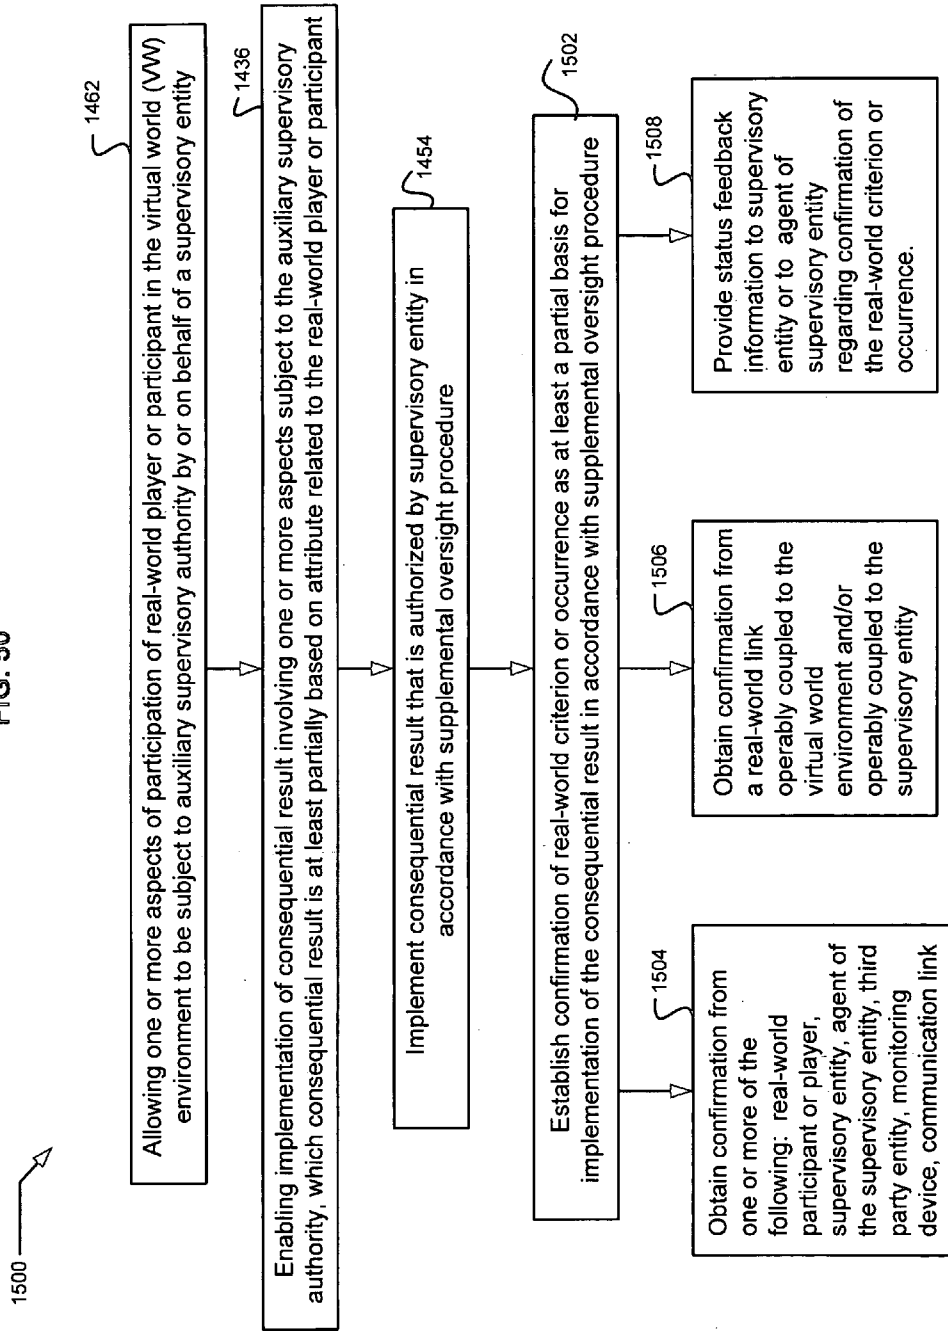 1500
1462
Allowing one or more aspects of participation of real-world player or participant in the virtual world (VW)
environment to be subject to auxiliary supervisory authority by or on behalf of a supervisory entity
1436
Enabling implementation of consequential result involving one or more aspects subject to the auxiliary supervisory
authority, which consequential result is at least partially based on attribute related to the real-world player or participant
1454
Implement consequential result that is authorized by supervisory entity in
accordance with supplemental oversight procedure
1502
Establish confirmation of real-world criterion or occurrence as at least a partial basis for
implementation of the consequential result in accordance with supplemental oversight procedure
1504
Obtain confirmation from
one or more of the
following: real-world
participant or player,
supervisory entity, agent of
the supervisory entity, third
party entity, monitoring
device, communication link
1506
Obtain confirmation from
a real-world link
operably coupled to the
virtual world
environment and/or
operably coupled to the
supervisory entity
1508
Provide status feedback
information to supervisory
entity or to agent of
supervisory entity
regarding confirmation of
the real-world criterion or
occurrence.